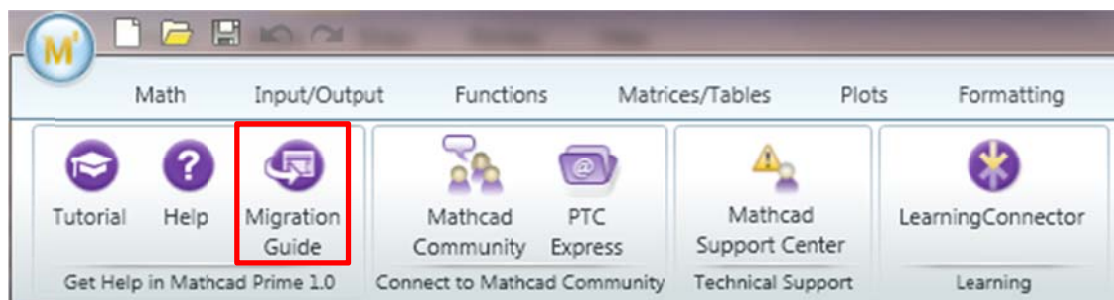 M'
Math Input/Output Functions Matrices/Tables Plots Formatting
Tutorial Help Migration Guide Mathcad Community PTC Express Mathcad Support Center LearningConnector
Get Help in Mathcad Prime 1.0 Connect to Mathcad Community Technical Support Learning